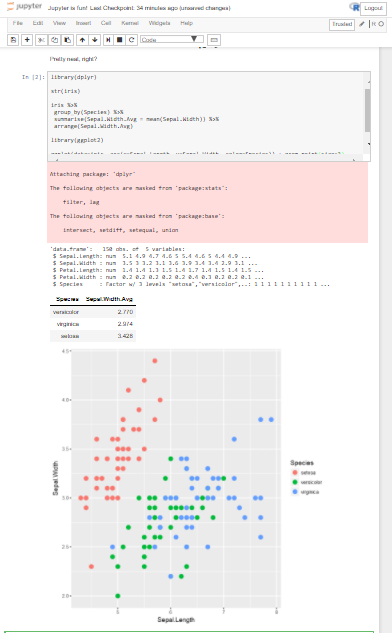 jupyter Jupyter is fun! Last Checkpoint: 34 minutes ago (unsaved changes)
Logout
File Edit View Insert Cell Kernel Widgets Help
Trusted
R
Code
Pretty neat, right?
In [2]: library(dplyr)
str(iris)
iris %>%
group_by(Species) %>%
summarise(Sepal.Width.Avg = mean(Sepal.Width)) %>%
arrange(Sepal.Width.Avg)
library(ggplot2)
Attaching package: 'dplyr'
The following objects are masked from 'package:stats':
filter, lag
The following objects are masked from 'package:base':
intersect, setdiff, setequal, union
'data.frame': 150 obs. of 5 variables:
$ Sepal.Length: num 5.1 4.9 4.7 4.6 5 5.4 4.6 5 4.4 4.9 ...
$ Sepal.Width : num 3.5 3 3.2 3.1 3.6 3.9 3.4 3.4 2.9 3.1 ...
$ Petal.Length: num 1.4 1.4 1.3 1.5 1.4 1.7 1.4 1.5 1.4 1.5 ...
$ Petal.Width : num 0.2 0.2 0.2 0.2 0.2 0.4 0.3 0.2 0.2 0.1 ...
$ Species : Factor w/ 3 levels "setosa","versicolor",..: 1 1 1 1 1 1 1 1 1 1 ...
Species Sepal.Width.Avg
versicolor 2.770
virginica 2.974
setosa 3.428
4.5
4.0
3.5
3.0
2.5
2.0
Sepal.Width
5 6 7 8
Sepal.Length
Species
setosa
versicolor
virginica